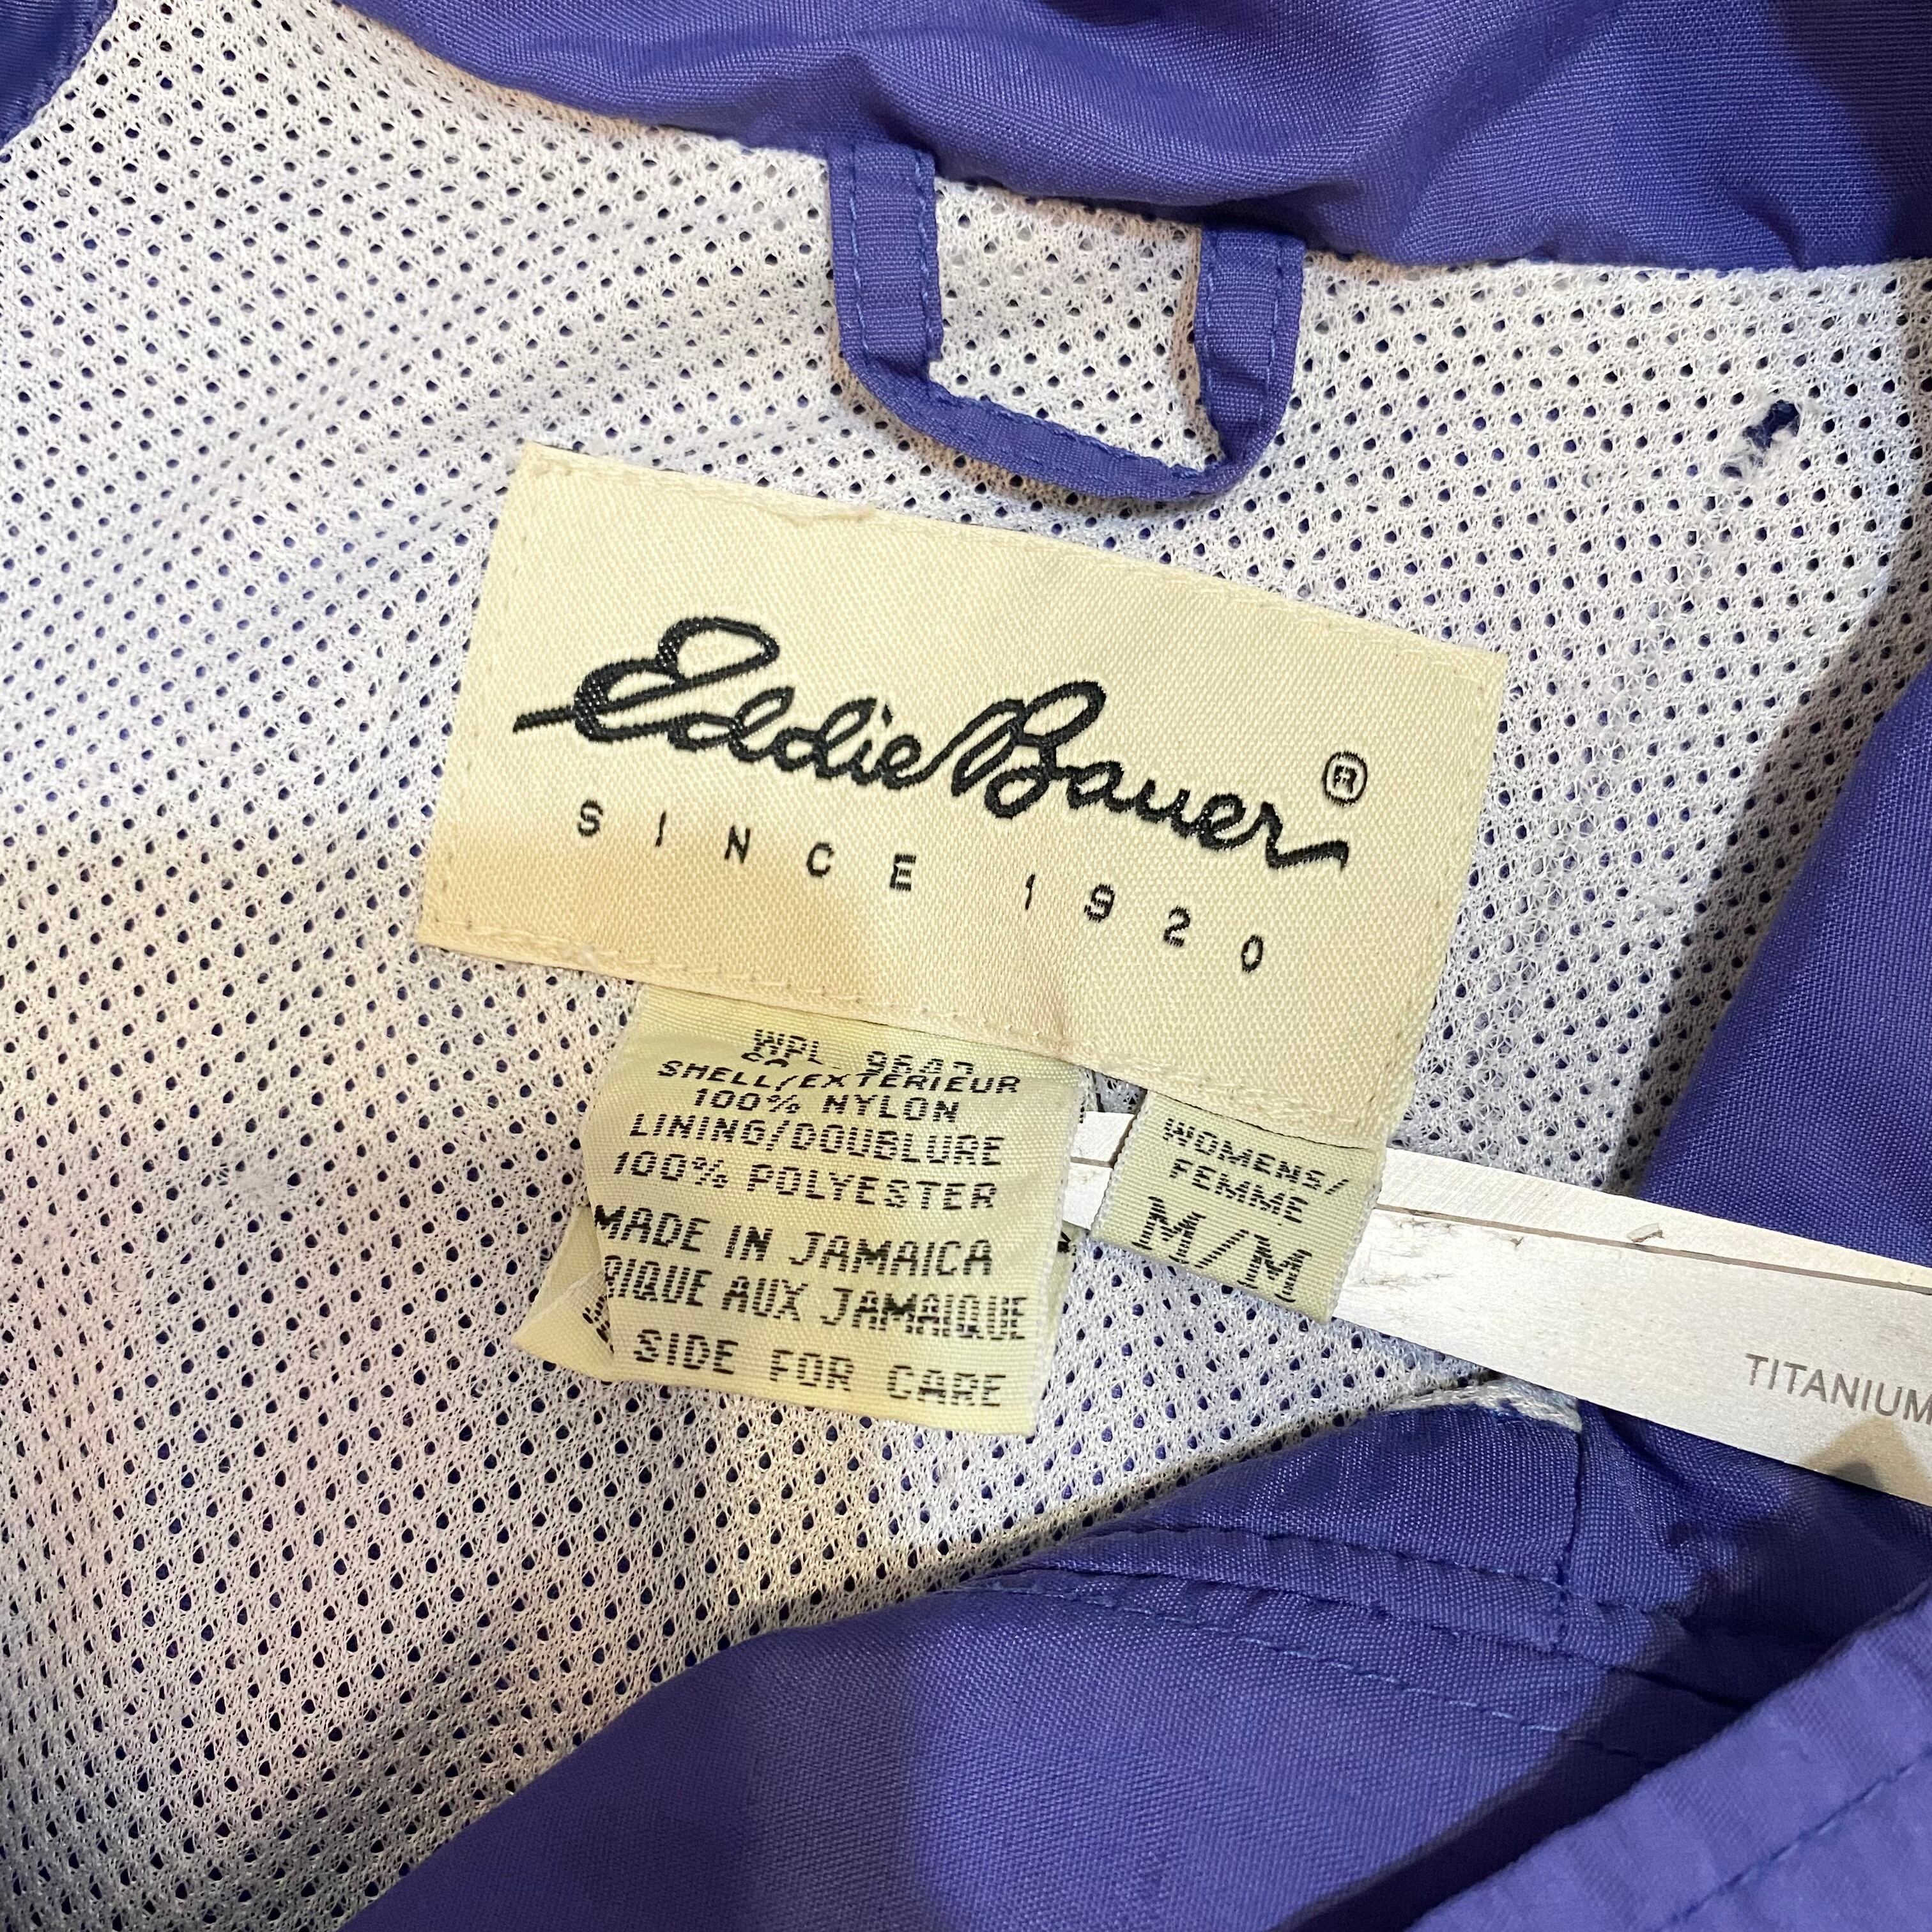 Eddie Bauer ®
SINCE 1920
WPL
SHELL/EXTERIEUR
100% NYLON
LINING/DOUBLURE
100% POLYESTER
MADE IN JAMAICA
RIQUE AUX JAMAIQUE
SIDE FOR CARE
WOMENS/
FEMME
M/M
TITANIUM